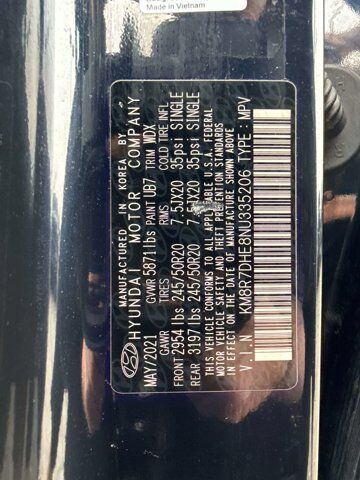 Made in Vietnam
MANUFACTURED IN KOREA BY
HYUNDAI MOTOR COMPANY
MAY/2021 GVWR 5871lbs PAINT UB7 TRIM WDX
GAWR TIRES RIMS COLD TIRE INFL
FRONT 2954 lbs 245/50R20 7.5JX20 35psi SINGLE
REAR 3197 lbs 245/50R20 7.5JX20 35psi SINGLE
THIS VEHICLE CONFORMS TO ALL APPLICABLE U.S.A. FEDERAL
MOTOR VEHICLE SAFETY AND THEFT PREVENTION STANDARDS
IN EFFECT ON THE DATE OF MANUFACTURE SHOWN ABOVE.
V.I.N KM8R7DHE8NU335206 TYPE: MPV